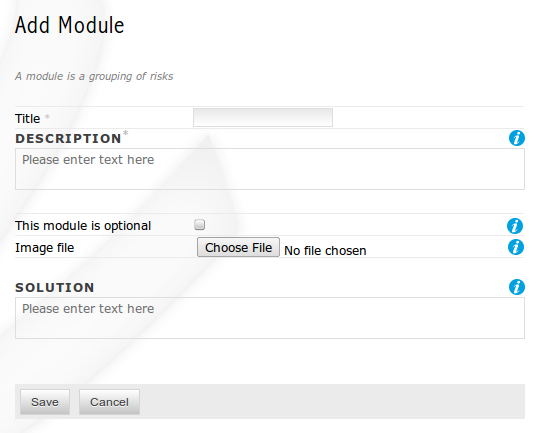 Add Module
A module is a grouping of risks
Title *
DESCRIPTION*
Please enter text here
This module is optional
Image file Choose File No file chosen
SOLUTION
Please enter text here
Save Cancel